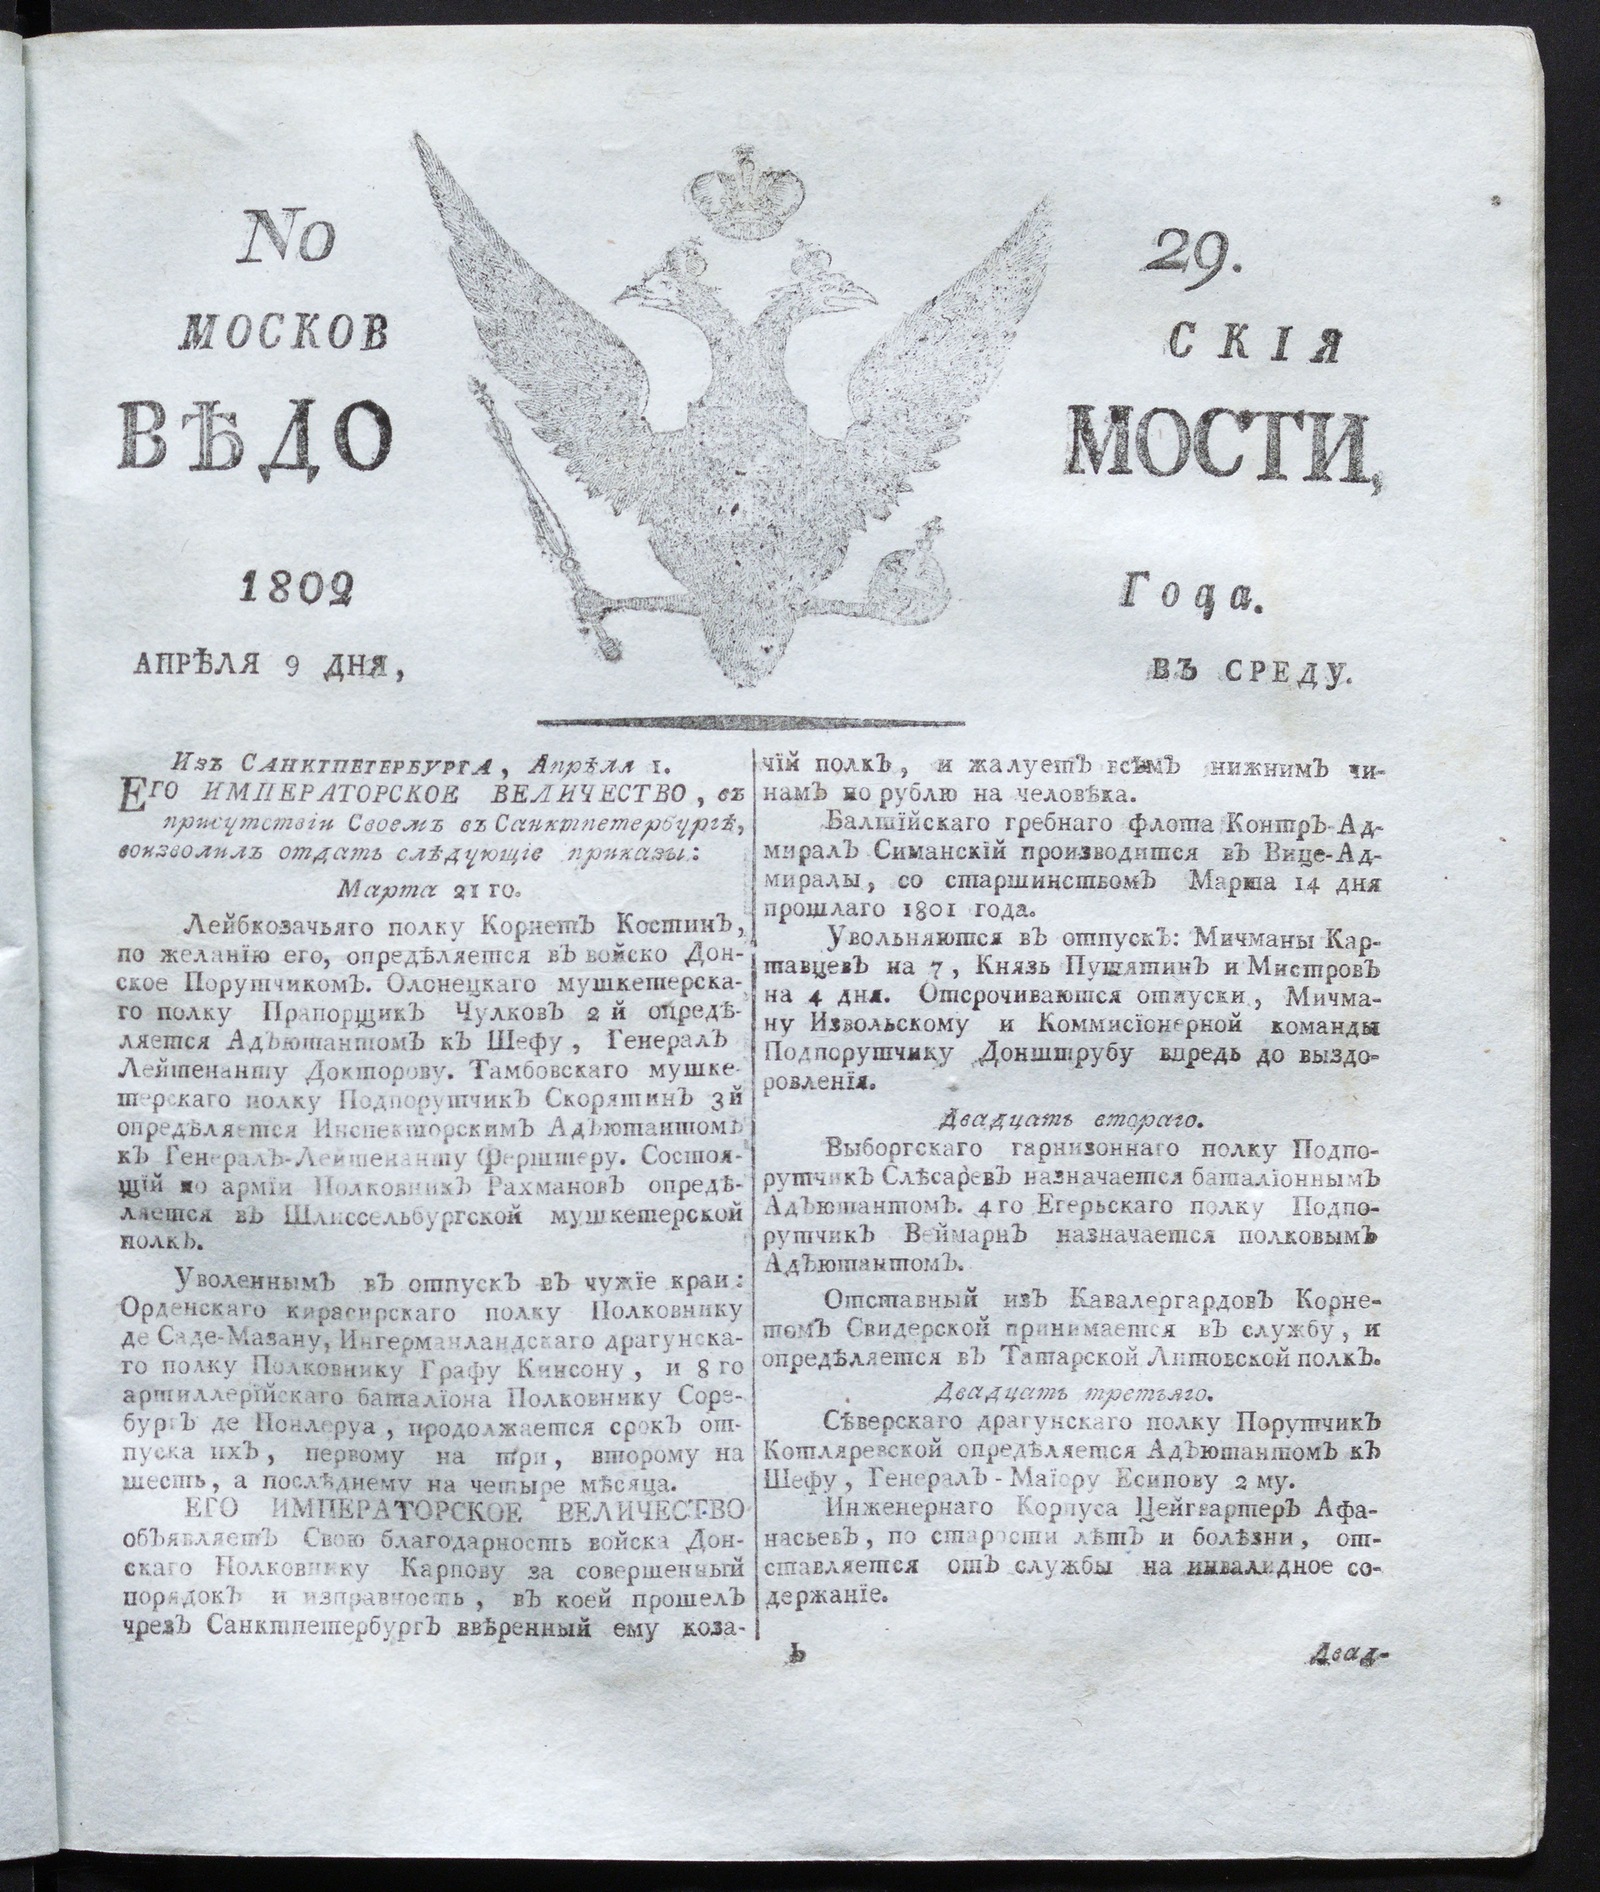 No 29.
МОСКОВ СКІЯ
ВѢДО МОСТИ,
1802 Года.
АПРѢЛЯ 9 ДНЯ, ВЪ СРЕДУ.
Изъ САНКТПЕТЕРБУРГА, Апрѣля 1.
ЕГО ИМПЕРАТОРСКОЕ ВЕЛИЧЕСТВО, въ
присутствіи Своемъ въ Санктпетербургѣ,
воизволилъ отдать слѣдующіе приказы:
Марта 21 го.
Лейбкозачьяго полку Корнетъ Костинъ,
по желанію его, опредѣляется въ войско Дон-
ское Порутчикомъ. Олонецкаго мушкетерска-
го полку Прапорщикъ Чулковъ 2 й опредѣ-
ляется Адъютантомъ къ Шефу, Генералъ
Лейтенанту Докторову. Тамбовскаго мушке-
терскаго полку Подпорутчикъ Скорятинъ 3й
опредѣляется Инспекторскимъ Адъютантомъ
къ Генералъ-Лейтенанту Ферштеру. Состоя-
щій по арміи Полковникъ Рахмановъ опредѣ-
ляется въ Шлиссельбургской мушкетерской
полкъ.
Уволеннымъ въ отпускъ въ чужіе краи:
Орденскаго кирасирскаго полку Полковнику
де Саде-Мазану, Ингерманландскаго драгунска-
го полку Полковнику Графу Кинсону, и 8 го
артиллерійскаго баталіона Полковнику Соре-
бургъ де Понлеруа, продолжается срокъ от-
пуска ихъ, первому на три, второму на
шесть, а послѣднему на четыре мѣсяца.
ЕГО ИМПЕРАТОРСКОЕ ВЕЛИЧЕСТВО
объявляетъ Свою благодарность войска Дон-
скаго Полковнику Карпову за совершенный
порядокъ и изправность, въ коей прошелъ
чрезъ Санктпетербургъ ввѣренный ему коза-
чій полкъ, и жалуетъ всѣмъ нижнимъ чи-
намъ по рублю на человѣка.
Балтійскаго гребнаго флота Контръ-Ад-
миралъ Симанскій производится въ Вице-Ад-
миралы, со старшинствомъ Марта 14 дня
прошлаго 1801 года.
Увольняются въ отпускъ: Мичманы Кар-
тавцевъ на 7, Князь Путятинъ и Мистровъ
на 4 дня. Отсрочиваются отпуски, Мичма-
ну Извольскому и Коммисіонерной команды
Подпорутчику Донштрубу впредь до выздо-
ровленія.
Двадцать втораго.
Выборгскаго гарнизоннаго полку Подпо-
рутчикъ Слѣсаревъ назначается баталіоннымъ
Адъютантомъ. 4 го Егерьскаго полку Подпо-
рутчикъ Веймарнъ назначается полковымъ
Адъютантомъ.
Отставный изъ Кавалергардовъ Корне-
томъ Свидерской принимается въ службу, и
опредѣляется въ Татарской Литовской полкъ.
Двадцать третьяго.
Сѣверскаго драгунскаго полку Порутчикъ
Котляревской опредѣляется Адъютантомъ къ
Шефу, Генералъ-Маіору Есипову 2 му.
Инженернаго Корпуса Цейгвартеръ Афа-
насьевъ, по старости лѣтъ и болѣзни, от-
ставляется отъ службы на инвалидное со-
держаніе.
Ь Двад-